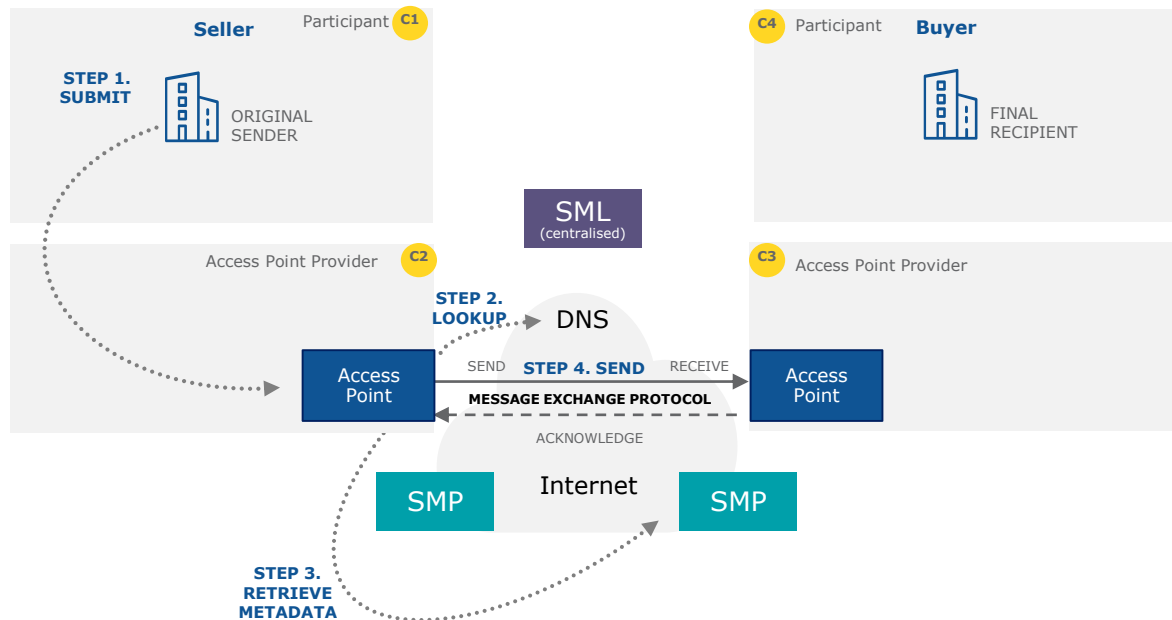 Participant C1
Seller
STEP 1.
SUBMIT
ORIGINAL
SENDER
C4 Participant
Buyer
FINAL
RECIPIENT
SML
(centralised)
Access Point Provider C2
C3 Access Point Provider
STEP 2.
LOOKUP
DNS
Access
Point
SEND STEP 4. SEND RECEIVE
MESSAGE EXCHANGE PROTOCOL
ACKNOWLEDGE
Access
Point
SMP
Internet
SMP
STEP 3.
RETRIEVE
METADATA